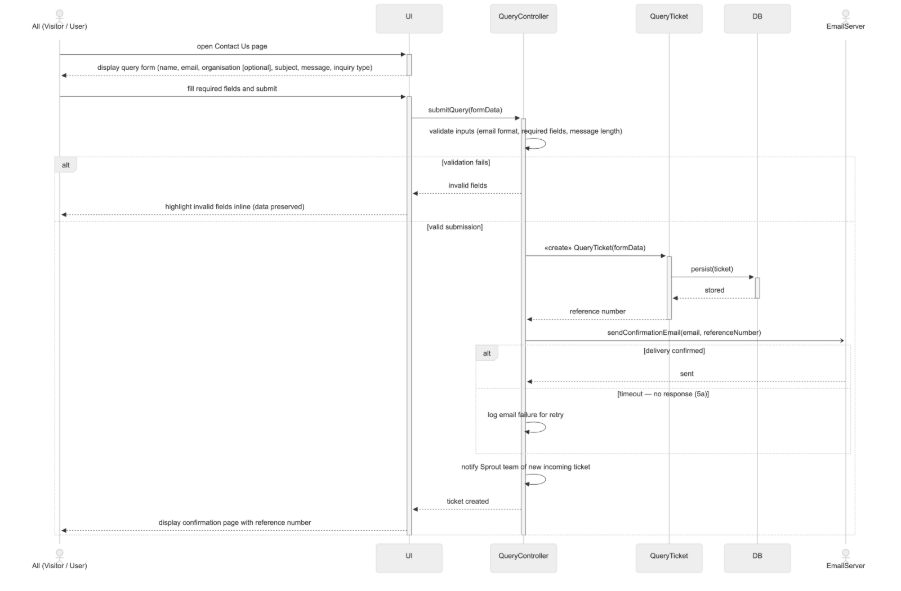 All (Visitor / User)
UI
QueryController
QueryTicket
DB
EmailServer
open Contact Us page
display query form (name, email, organisation [optional], subject, message, inquiry type)
fill required fields and submit
submitQuery(formData)
validate inputs (email format, required fields, message length)
alt
[validation fails]
invalid fields
highlight invalid fields inline (data preserved)
[valid submission]
«create» QueryTicket(formData)
persist(ticket)
stored
reference number
sendConfirmationEmail(email, referenceNumber)
alt
[delivery confirmed]
sent
[timeout — no response (5a)]
log email failure for retry
notify Sprout team of new incoming ticket
ticket created
display confirmation page with reference number
All (Visitor / User)
UI
QueryController
QueryTicket
DB
EmailServer